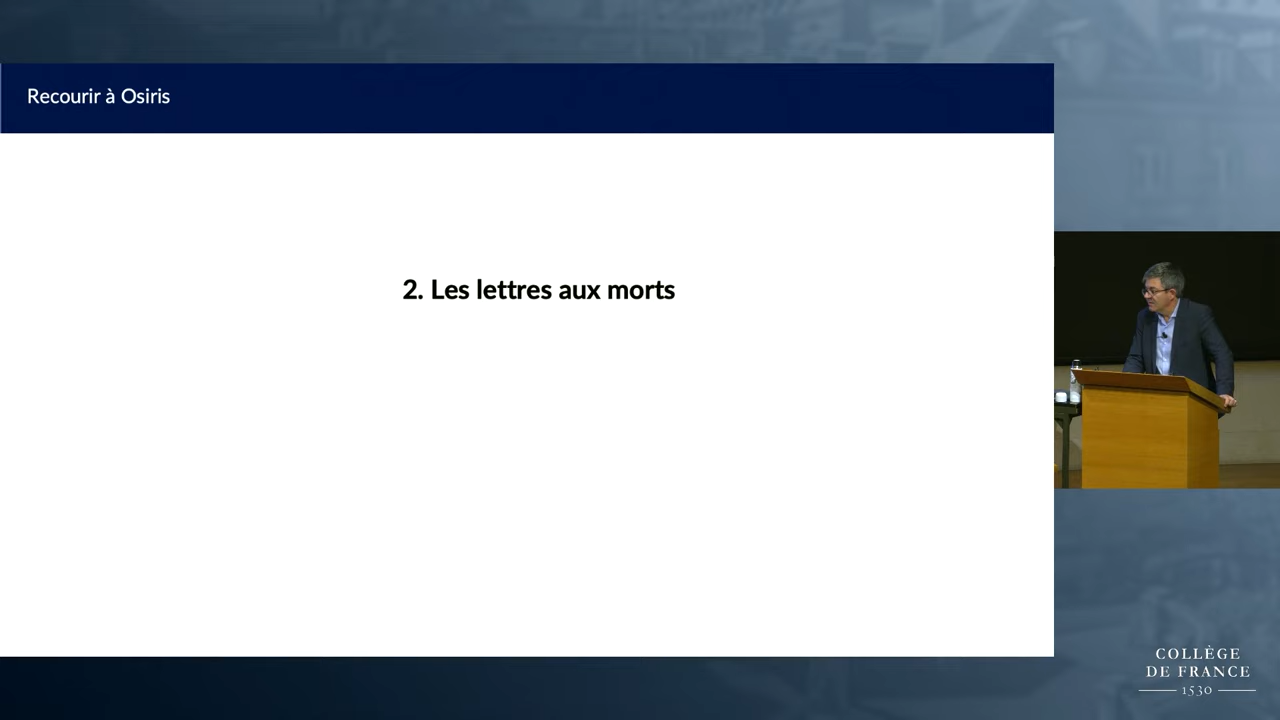 Recourir à Osiris
2. Les lettres aux morts
COLLÈGE
DE FRANCE
1530